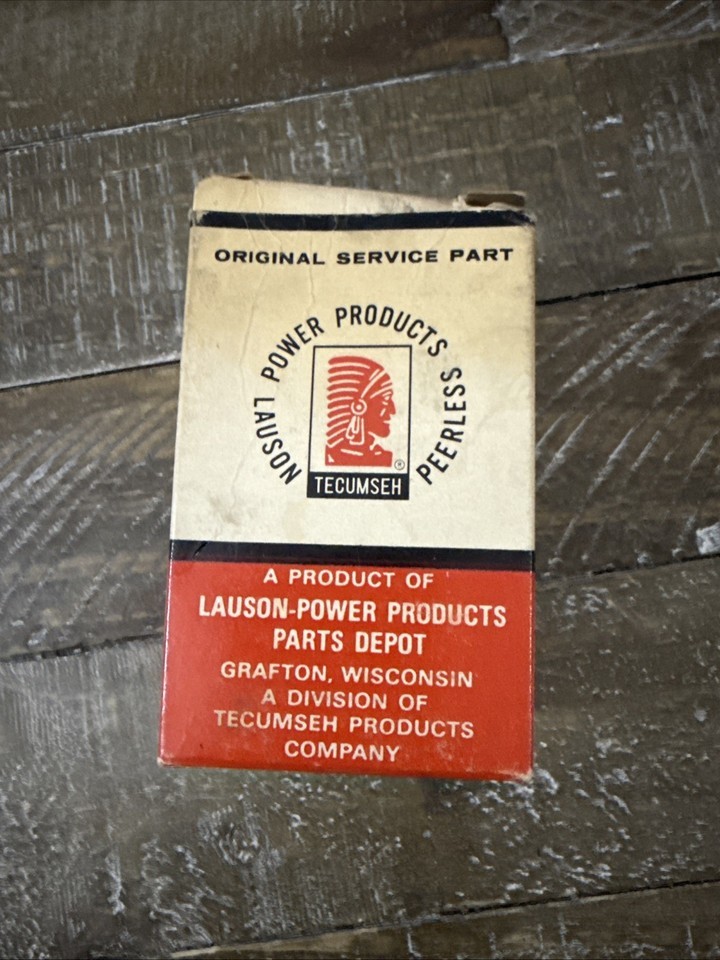 ORIGINAL SERVICE PART
LAUSON POWER PRODUCTS PEERLESS
®
TECUMSEH
A PRODUCT OF
LAUSON-POWER PRODUCTS
PARTS DEPOT
GRAFTON, WISCONSIN
A DIVISION OF
TECUMSEH PRODUCTS
COMPANY